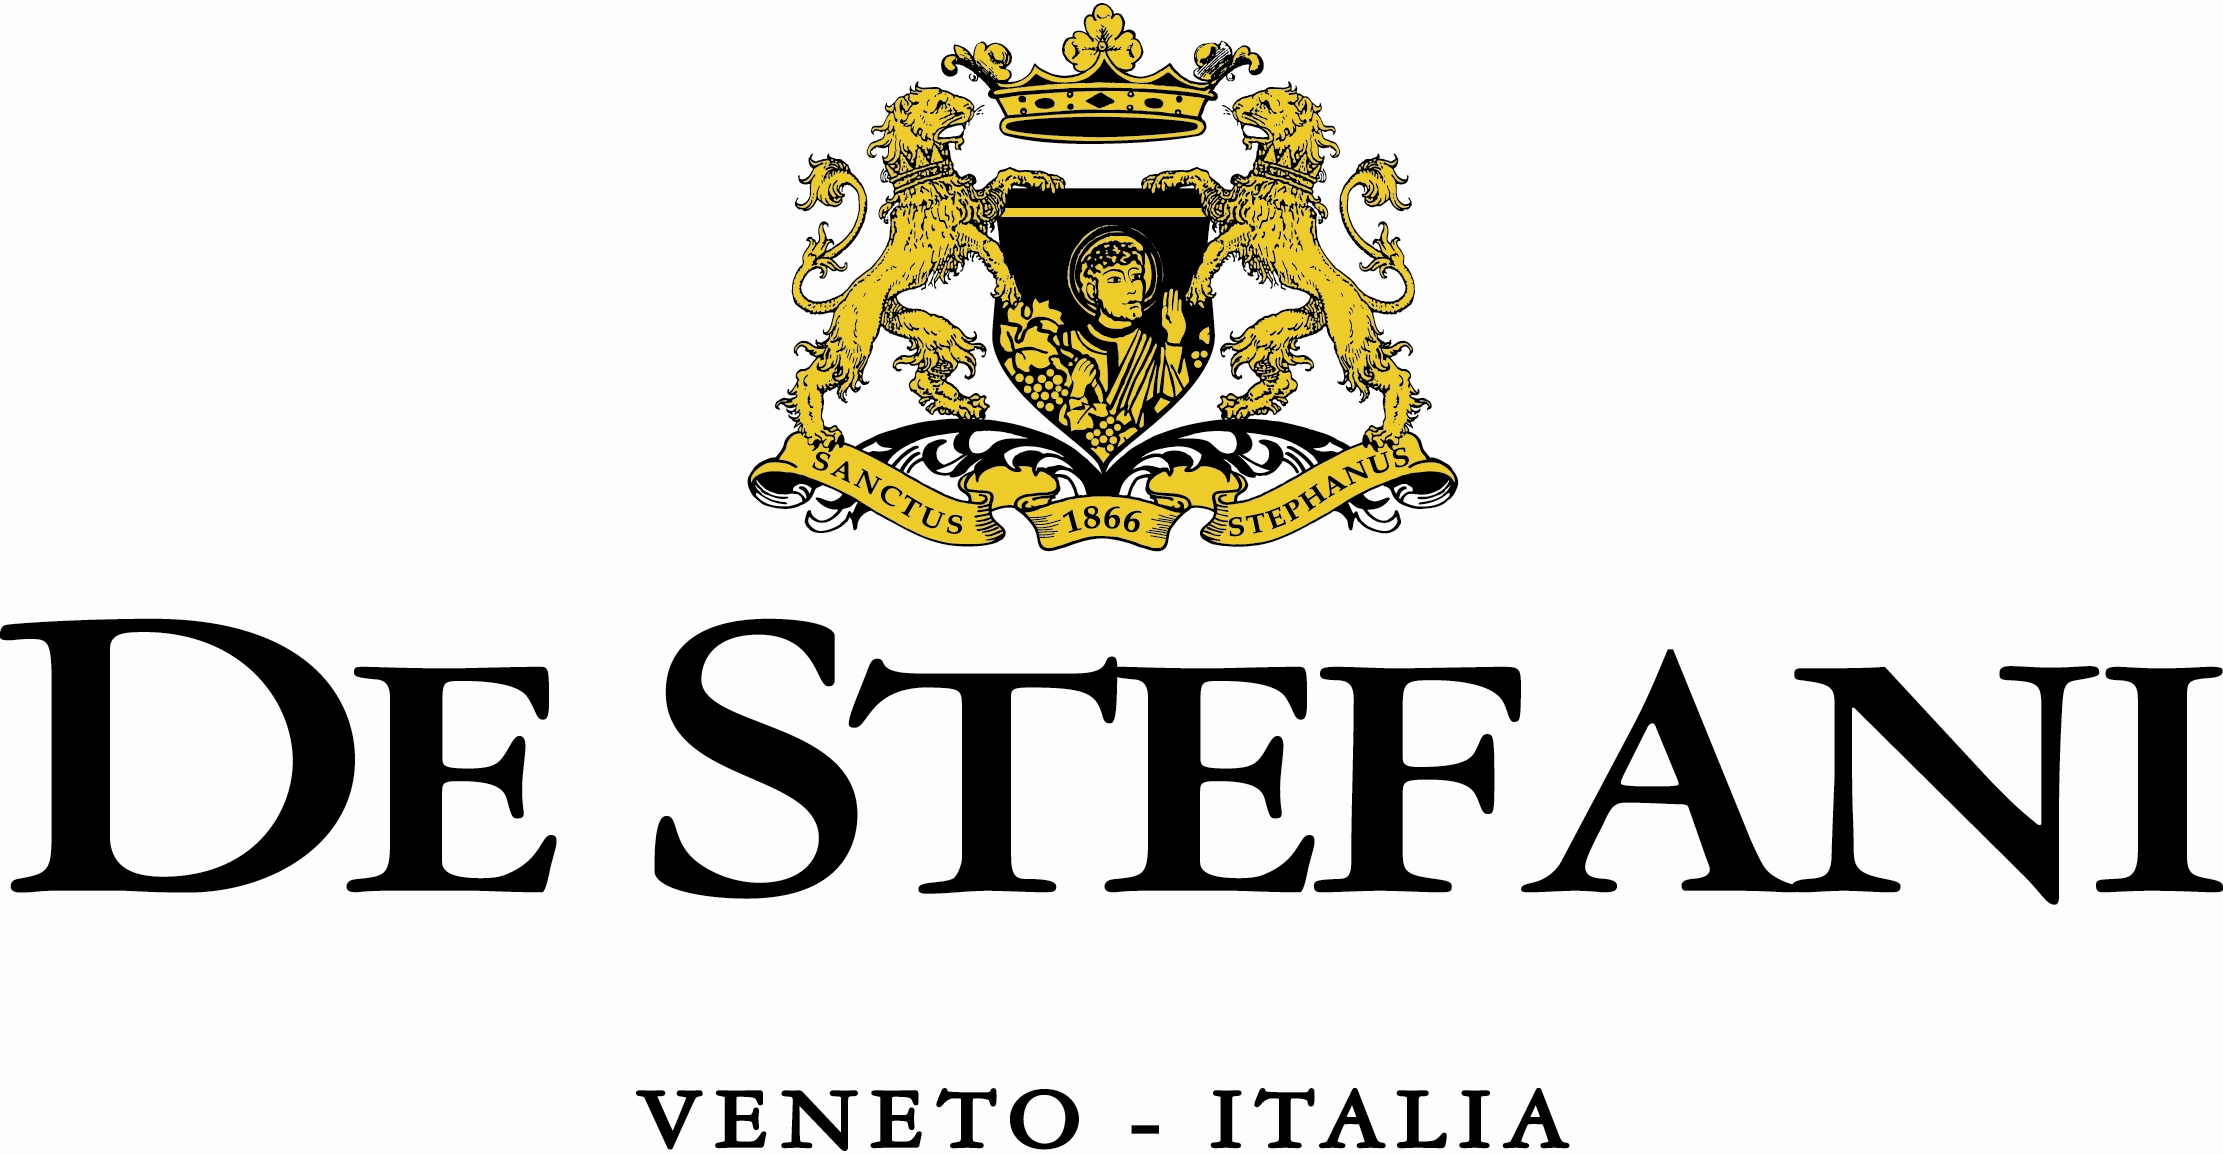 SANCTUS 1866 STEPHANUS
DE STEFANI
VENETO - ITALIA